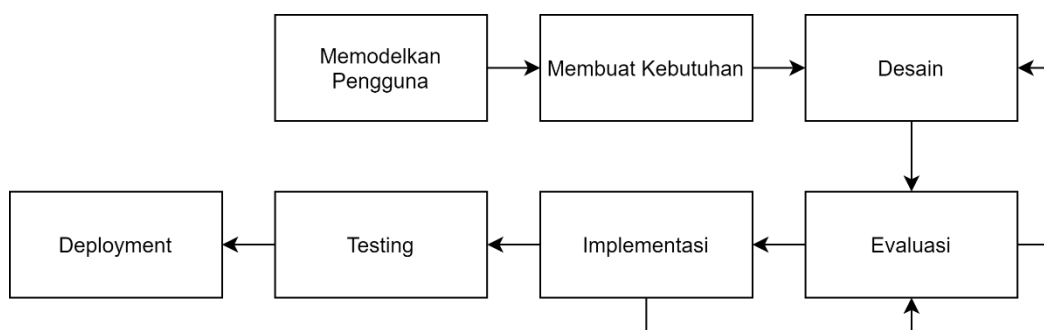 Memodelkan
Pengguna
Membuat Kebutuhan
Desain
Deployment
Testing
Implementasi
Evaluasi